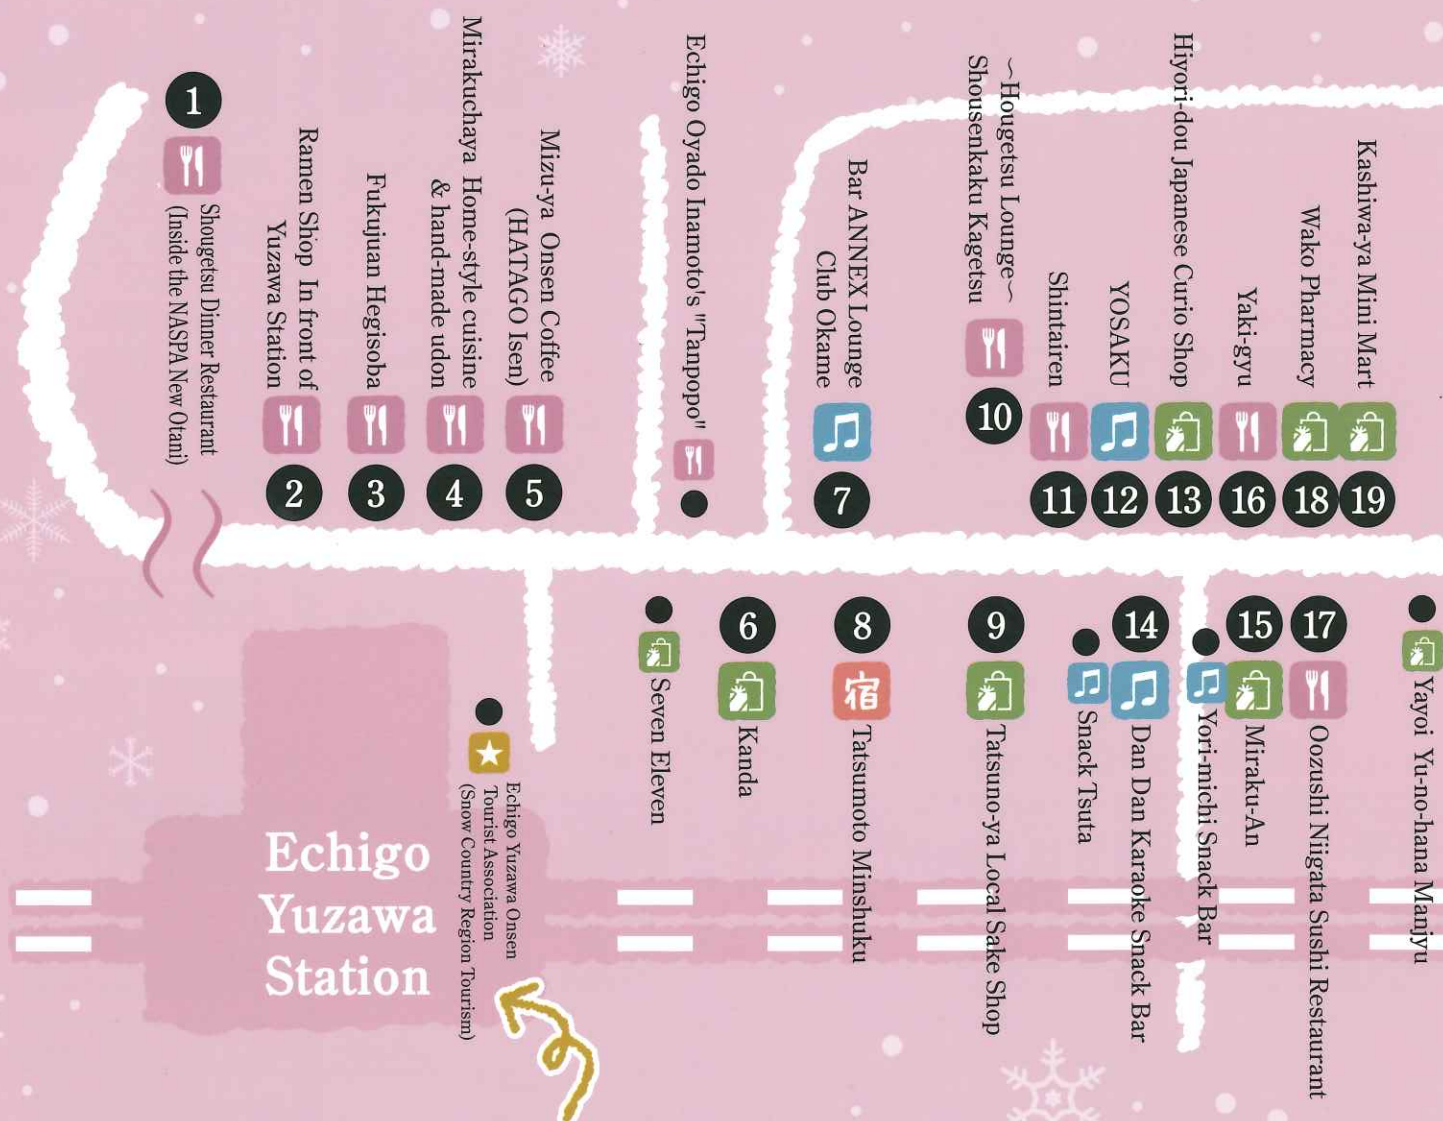 1
Shougetsu Dinner Restaurant
(Inside the NASPA New Otani)
Ramen Shop In front of
Yuzawa Station
2
Fukujuan Hegisoba
3
Mirakuchaya Home-style cuisine
& hand-made udon
4
Mizu-ya Onsen Coffee
(HATAGO Isen)
5
Echigo Oyado Inamoto's "Tanpopo"
Bar ANNEX Lounge
Club Okame
7
~Hougetsu Lounge~
Shousenkaku Kagetsu
10
Shintairen
11
YOSAKU
12
Hiyori-dou Japanese Curio Shop
13
Yaki-gyu
16
Wako Pharmacy
18
Kashiwa-ya Mini Mart
19
Echigo
Yuzawa
Station
Echigo Yuzawa Onsen
Tourist Association
(Snow Country Region Tourism)
Seven Eleven
6
Kanda
8
宿
Tatsumoto Minshuku
9
Tatsuno-ya Local Sake Shop
Snack Tsuta
14
Dan Dan Karaoke Snack Bar
Yori-michi Snack Bar
15
Miraku-An
17
Oozushi Niigata Sushi Restaurant
Yayoi Yu-no-hana Manjyu